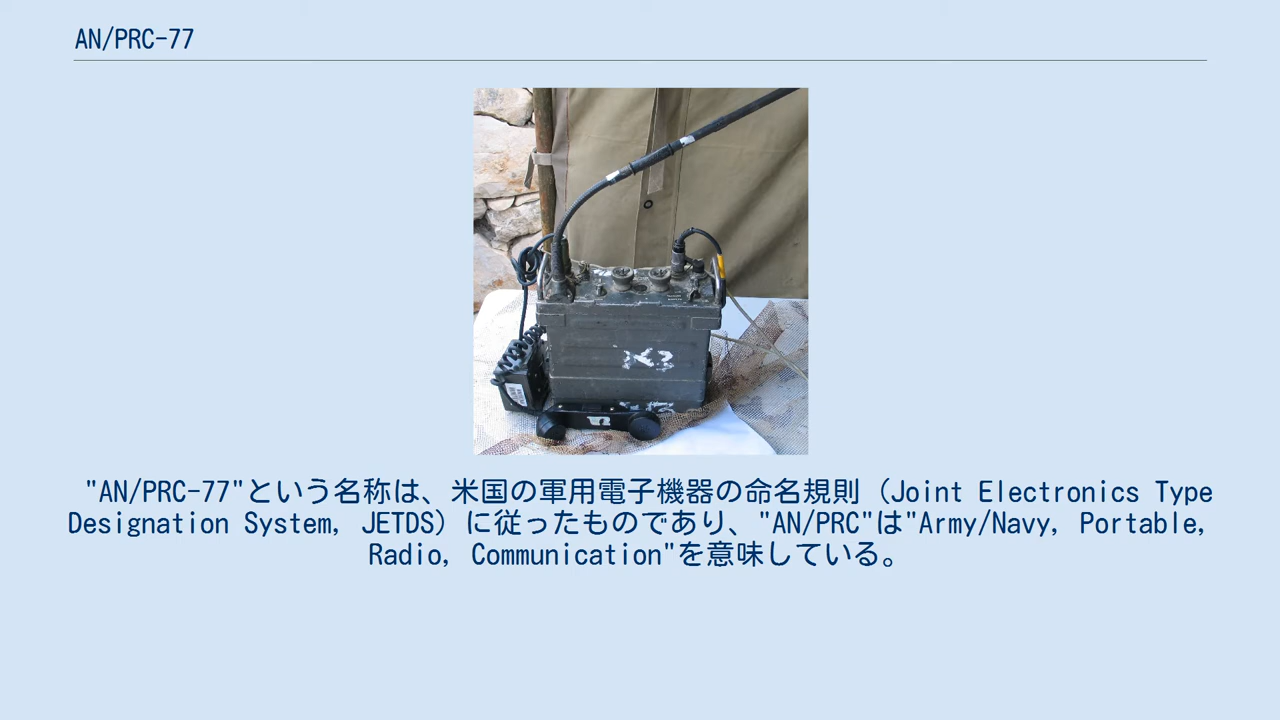 AN/PRC-77
"AN/PRC-77"という名称は、米国の軍用電子機器の命名規則（Joint Electronics Type
Designation System, JETDS）に従ったものであり、"AN/PRC"は"Army/Navy, Portable,
Radio, Communication"を意味している。